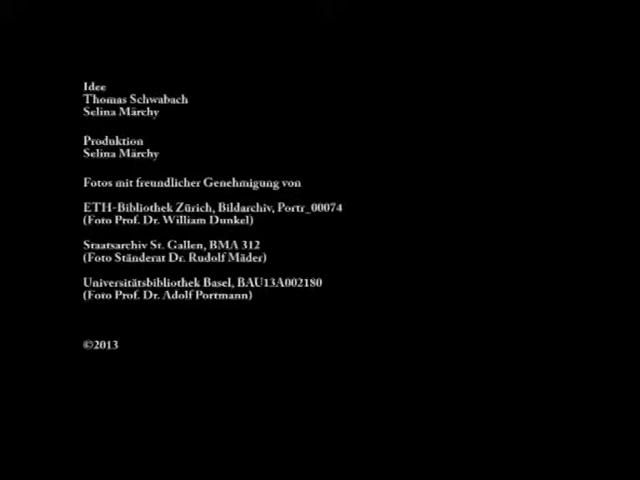 Idee
Thomas Schwabach
Selina Märchy
Produktion
Selina Märchy
Fotos mit freundlicher Genehmigung von
ETH-Bibliothek Zürich, Bildarchiv, Portr_00074
(Foto Prof. Dr. William Dunkel)
Staatsarchiv St. Gallen, BMA 312
(Foto Ständerat Dr. Rudolf Mäder)
Universitätsbibliothek Basel, BAU13A002180
(Foto Prof. Dr. Adolf Portmann)
©2013